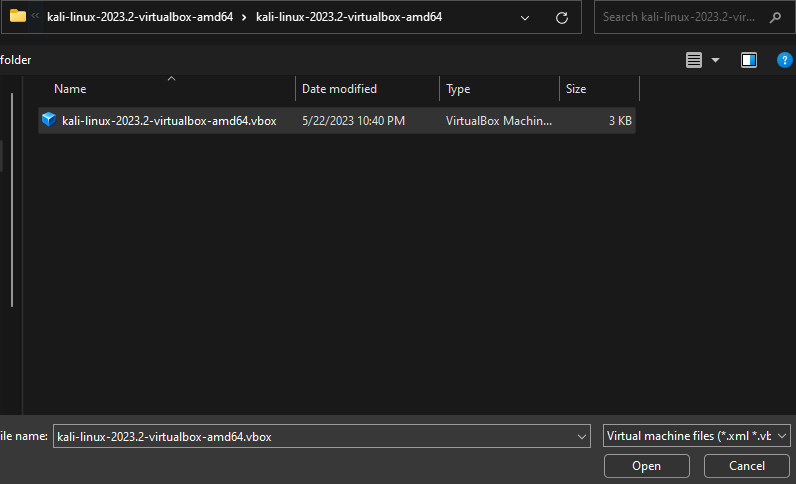 kali-linux-2023.2-virtualbox-amd64 kali-linux-2023.2-virtualbox-amd64 Search kali-linux-2023.2-vir...
folder
Name Date modified Type Size
kali-linux-2023.2-virtualbox-amd64.vbox 5/22/2023 10:40 PM VirtualBox Machin... 3 KB
ile name: kali-linux-2023.2-virtualbox-amd64.vbox Virtual machine files (*.xml *.vb
Open Cancel